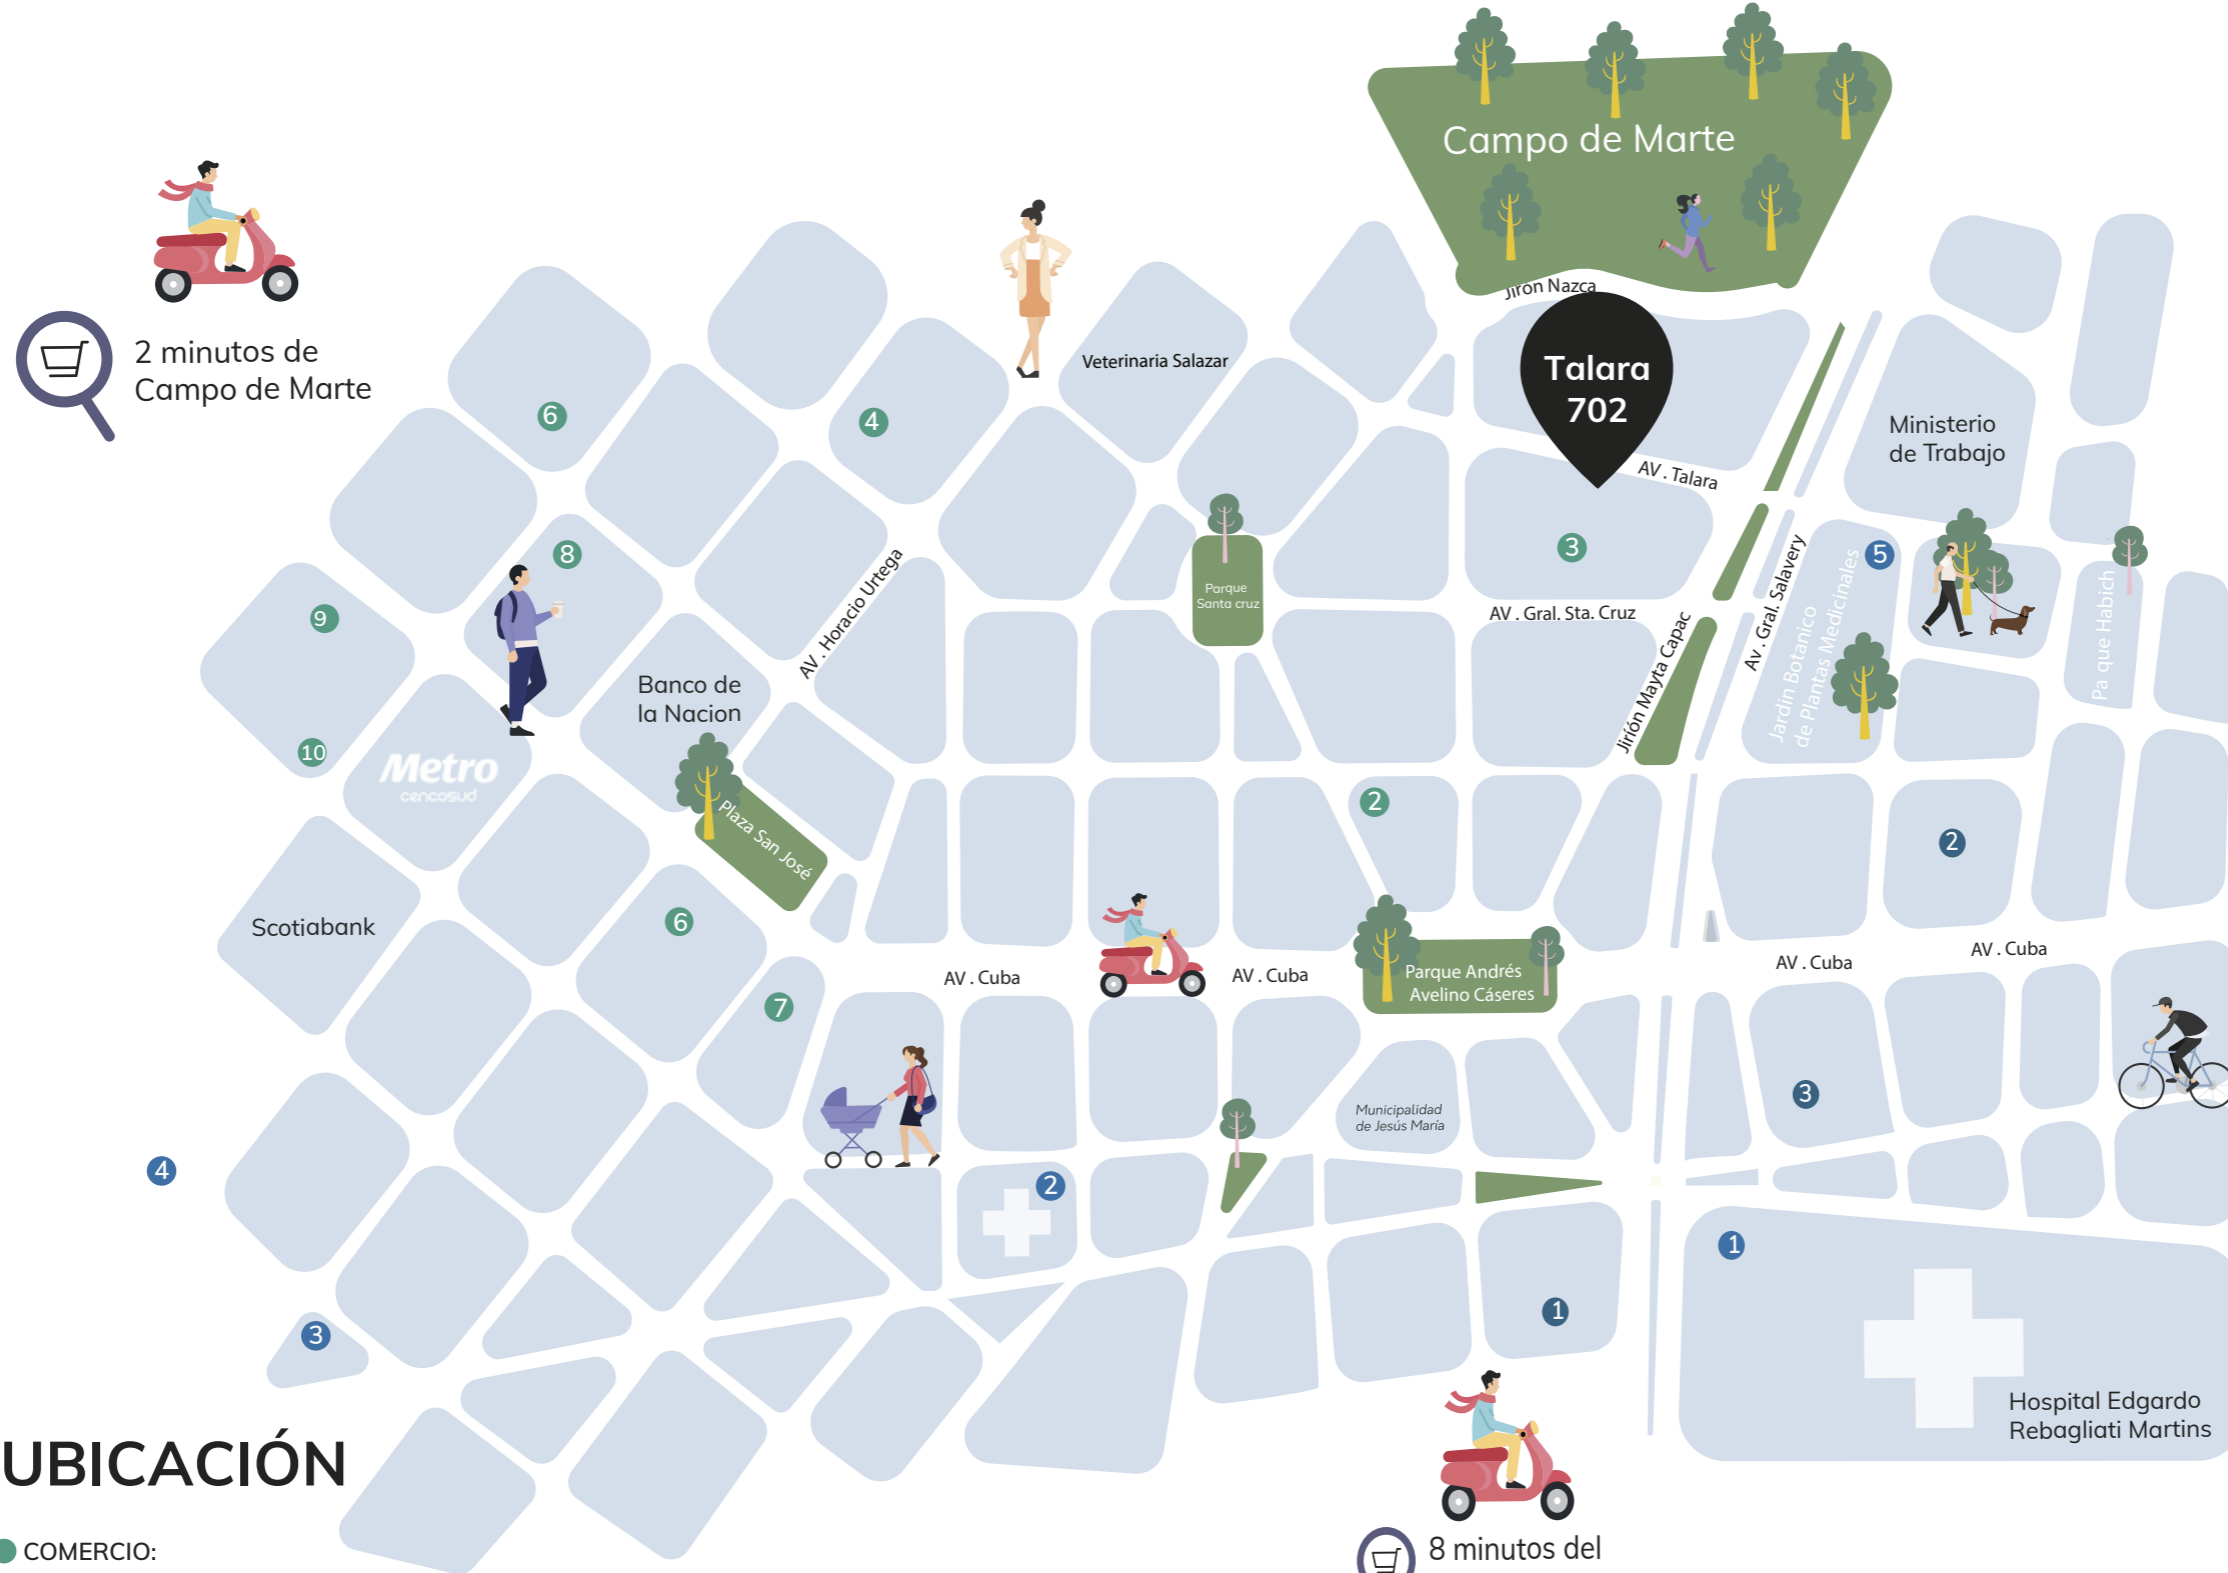 Campo de Marte
Jirón Nazca
2 minutos de
Campo de Marte
Veterinaria Salazar
Talara
702
6
4
Ministerio
de Trabajo
AV . Talara
8
3
5
AV . Horacio Urtega
Av . Gral. Salavery
Jardin Botanico
de Plantas Medicinales
Pa que Habich
Parque
Santa cruz
AV . Gral. Sta. Cruz
9
Jirión Mayta Capac
Banco de
la Nacion
10
Metro
cencosud
Plaza San José
2
2
Scotiabank
6
AV . Cuba
AV . Cuba
AV . Cuba
AV . Cuba
Parque Andrés
Avelino Cáseres
7
3
Municipalidad
de Jesús María
4
2
1
1
3
Hospital Edgardo
Rebagliati Martins
UBICACIÓN
COMERCIO:
8 minutos del